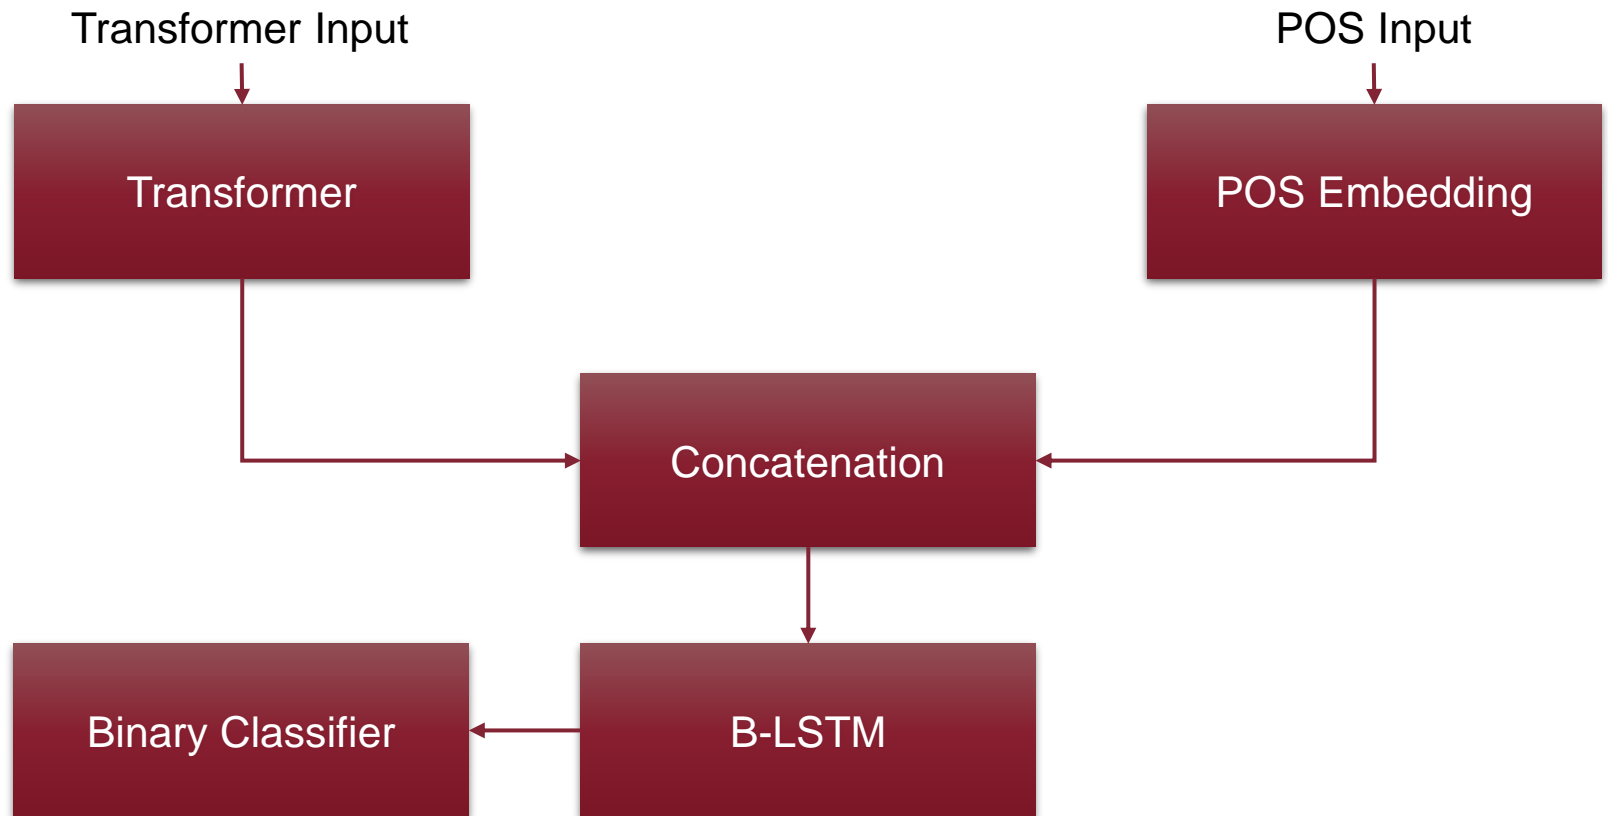 Transformer Input
POS Input
Transformer
POS Embedding
Concatenation
Binary Classifier
B-LSTM